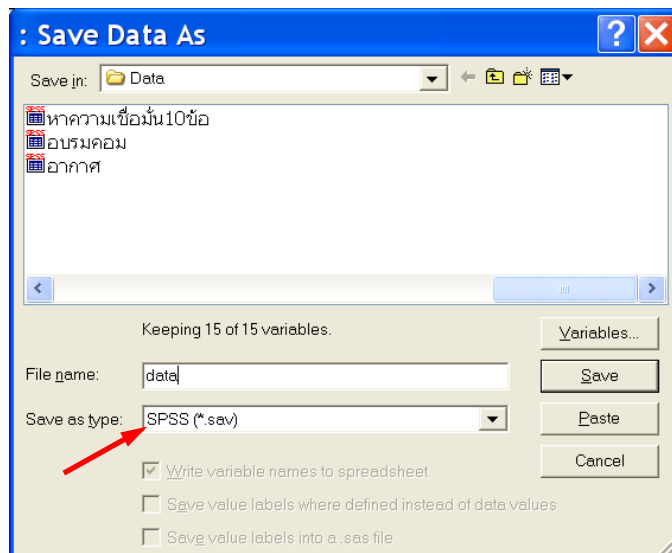 : Save Data As
Save in: Data
หาความเชื่อมั่น10ข้อ
อบรมคอม
อากาศ
Keeping 15 of 15 variables.
Variables...
File name: data
Save
Save as type: SPSS (*.sav)
Paste
Write variable names to spreadsheet
Cancel
Save value labels where defined instead of data values
Save value labels into a .sas file